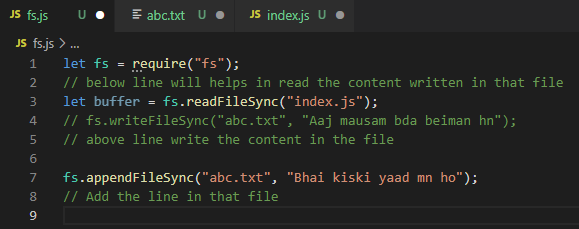 JS fs.js abc.txt JS index.js
JS fs.js > ...
1 let fs = require("fs");
2 // below line will helps in read the content written in that file
3 let buffer = fs.readFileSync("index.js");
4 // fs.writeFileSync("abc.txt", "Aaj mausam bda beiman hn");
5 // above line write the content in the file
6
7 fs.appendFileSync("abc.txt", "Bhai kiski yaad mn ho");
8 // Add the line in that file
9